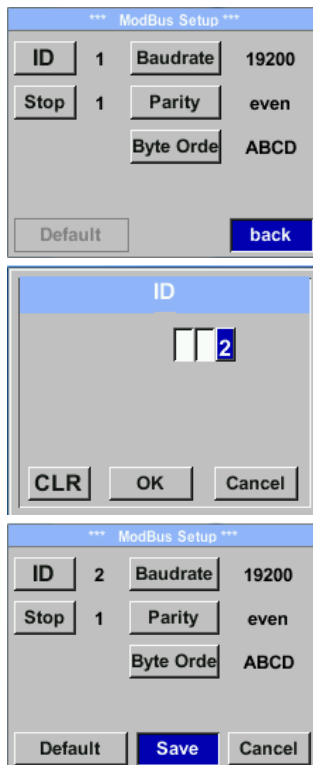 *** ModBus Setup ***
ID 1 Baudrate 19200
Stop 1 Parity even
Byte Orde ABCD
Default back
ID
2
CLR OK Cancel
*** ModBus Setup ***
ID 2 Baudrate 19200
Stop 1 Parity even
Byte Orde ABCD
Default Save Cancel